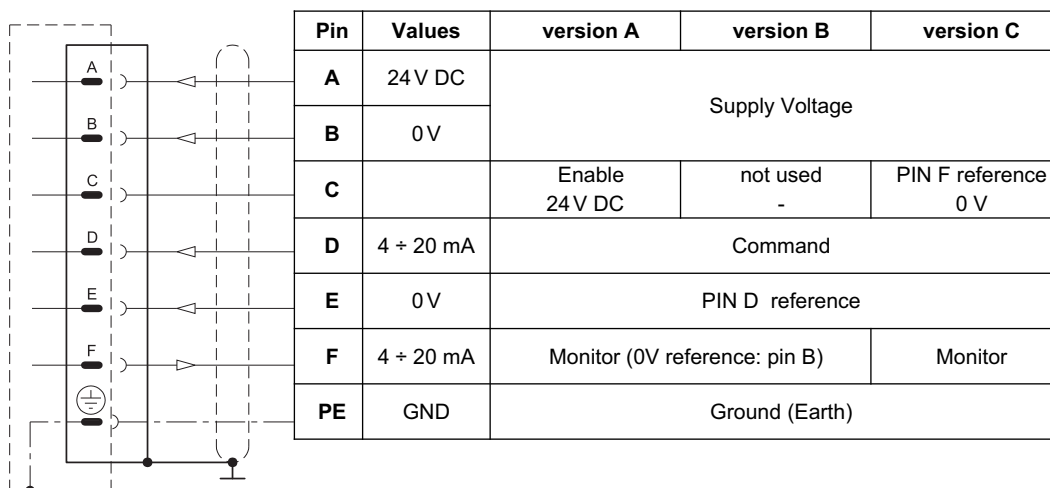 Pin Values version A version B version C
A 24 V DC
Supply Voltage
B 0 V
C Enable 24 V DC not used - PIN F reference 0 V
D 4 ÷ 20 mA Command
E 0 V PIN D reference
F 4 ÷ 20 mA Monitor (0V reference: pin B) Monitor
PE GND Ground (Earth)
A
B
C
D
E
F